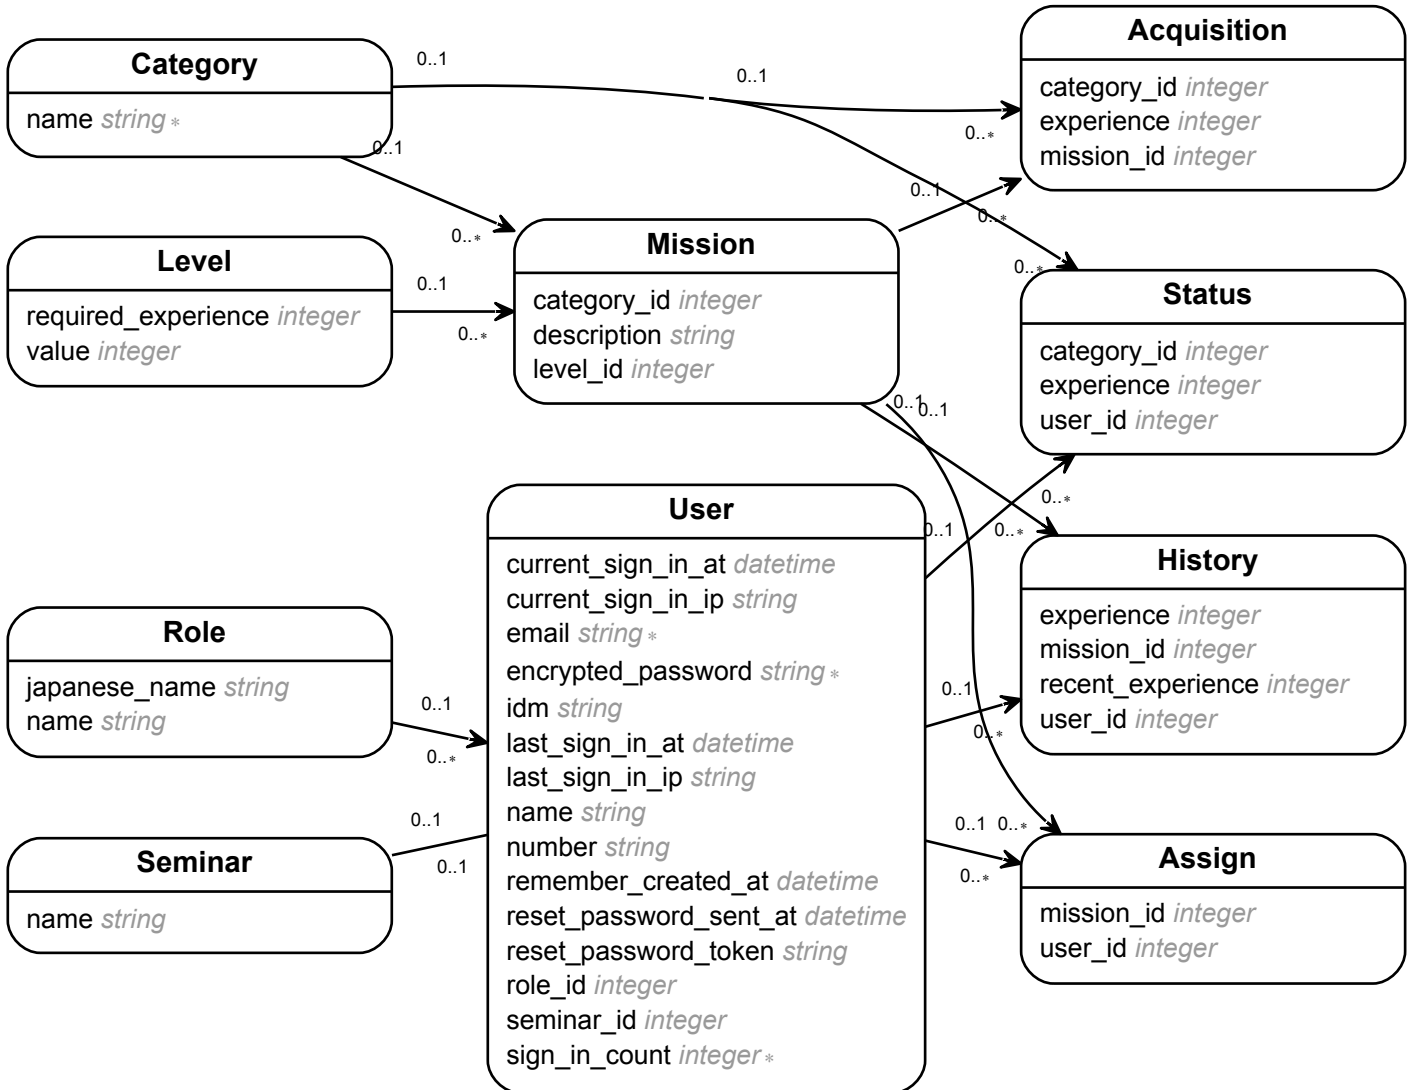 Category
name string *
Level
required_experience integer
value integer
Role
japanese_name string
name string
Seminar
name string
Mission
category_id integer
description string
level_id integer
User
current_sign_in_at datetime
current_sign_in_ip string
email string *
encrypted_password string *
idm string
last_sign_in_at datetime
last_sign_in_ip string
name string
number string
remember_created_at datetime
reset_password_sent_at datetime
reset_password_token string
role_id integer
seminar_id integer
sign_in_count integer *
Acquisition
category_id integer
experience integer
mission_id integer
Status
category_id integer
experience integer
user_id integer
History
experience integer
mission_id integer
recent_experience integer
user_id integer
Assign
mission_id integer
user_id integer
0..1
0..1
0..*
0..1
0..*
0..1
0..*
0..*
0..1
0..*
0..1
0..1
0..*
0..1
0..*
0..1
0..*
0..1
0..*
0..1
0..1
0..1
0..*
0..*